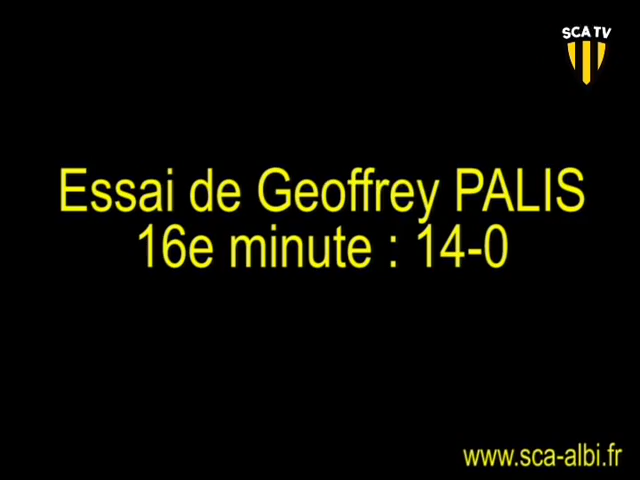 SCA TV
Essai de Geoffrey PALIS
16e minute : 14-0
www.sca-albi.fr